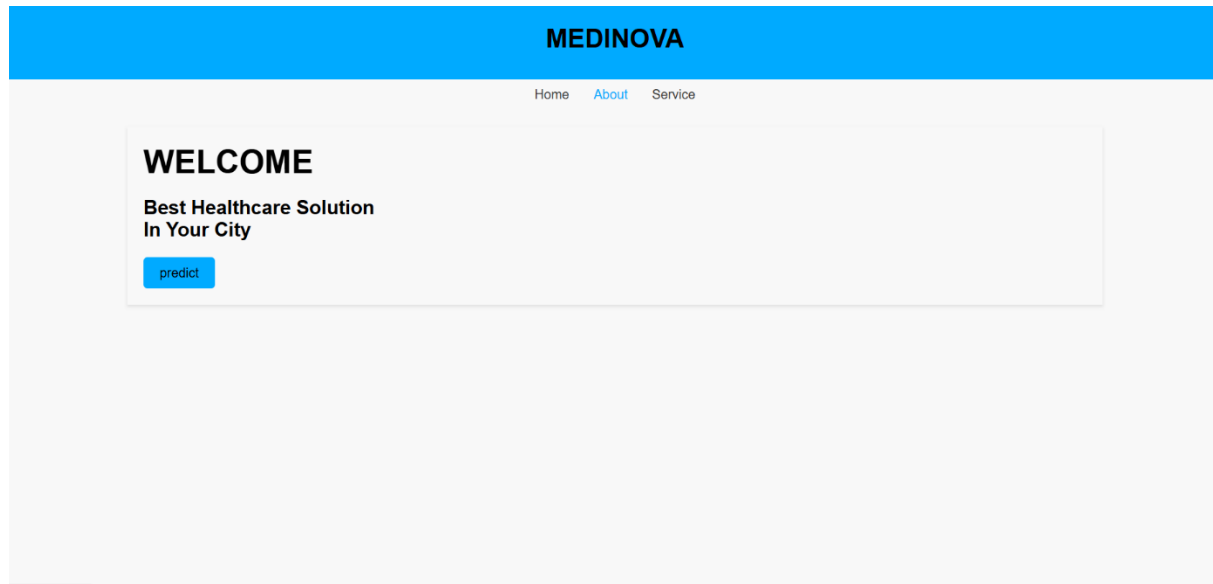 MEDINOVA
Home About Service
WELCOME
Best Healthcare Solution
In Your City
predict